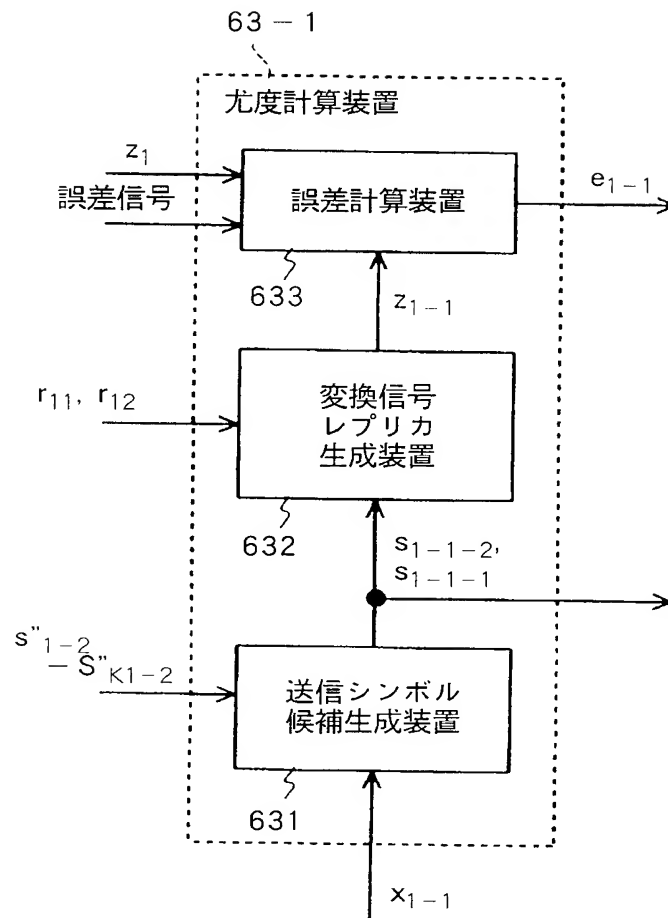 63-1
尤度計算装置
z1
誤差信号
誤差計算装置
e1-1
633
z1-1
r11, r12
変換信号
レプリカ
生成装置
632
s1-1-2,
s1-1-1
s"1-2
-S"K1-2
送信シンボル
候補生成装置
631
x1-1